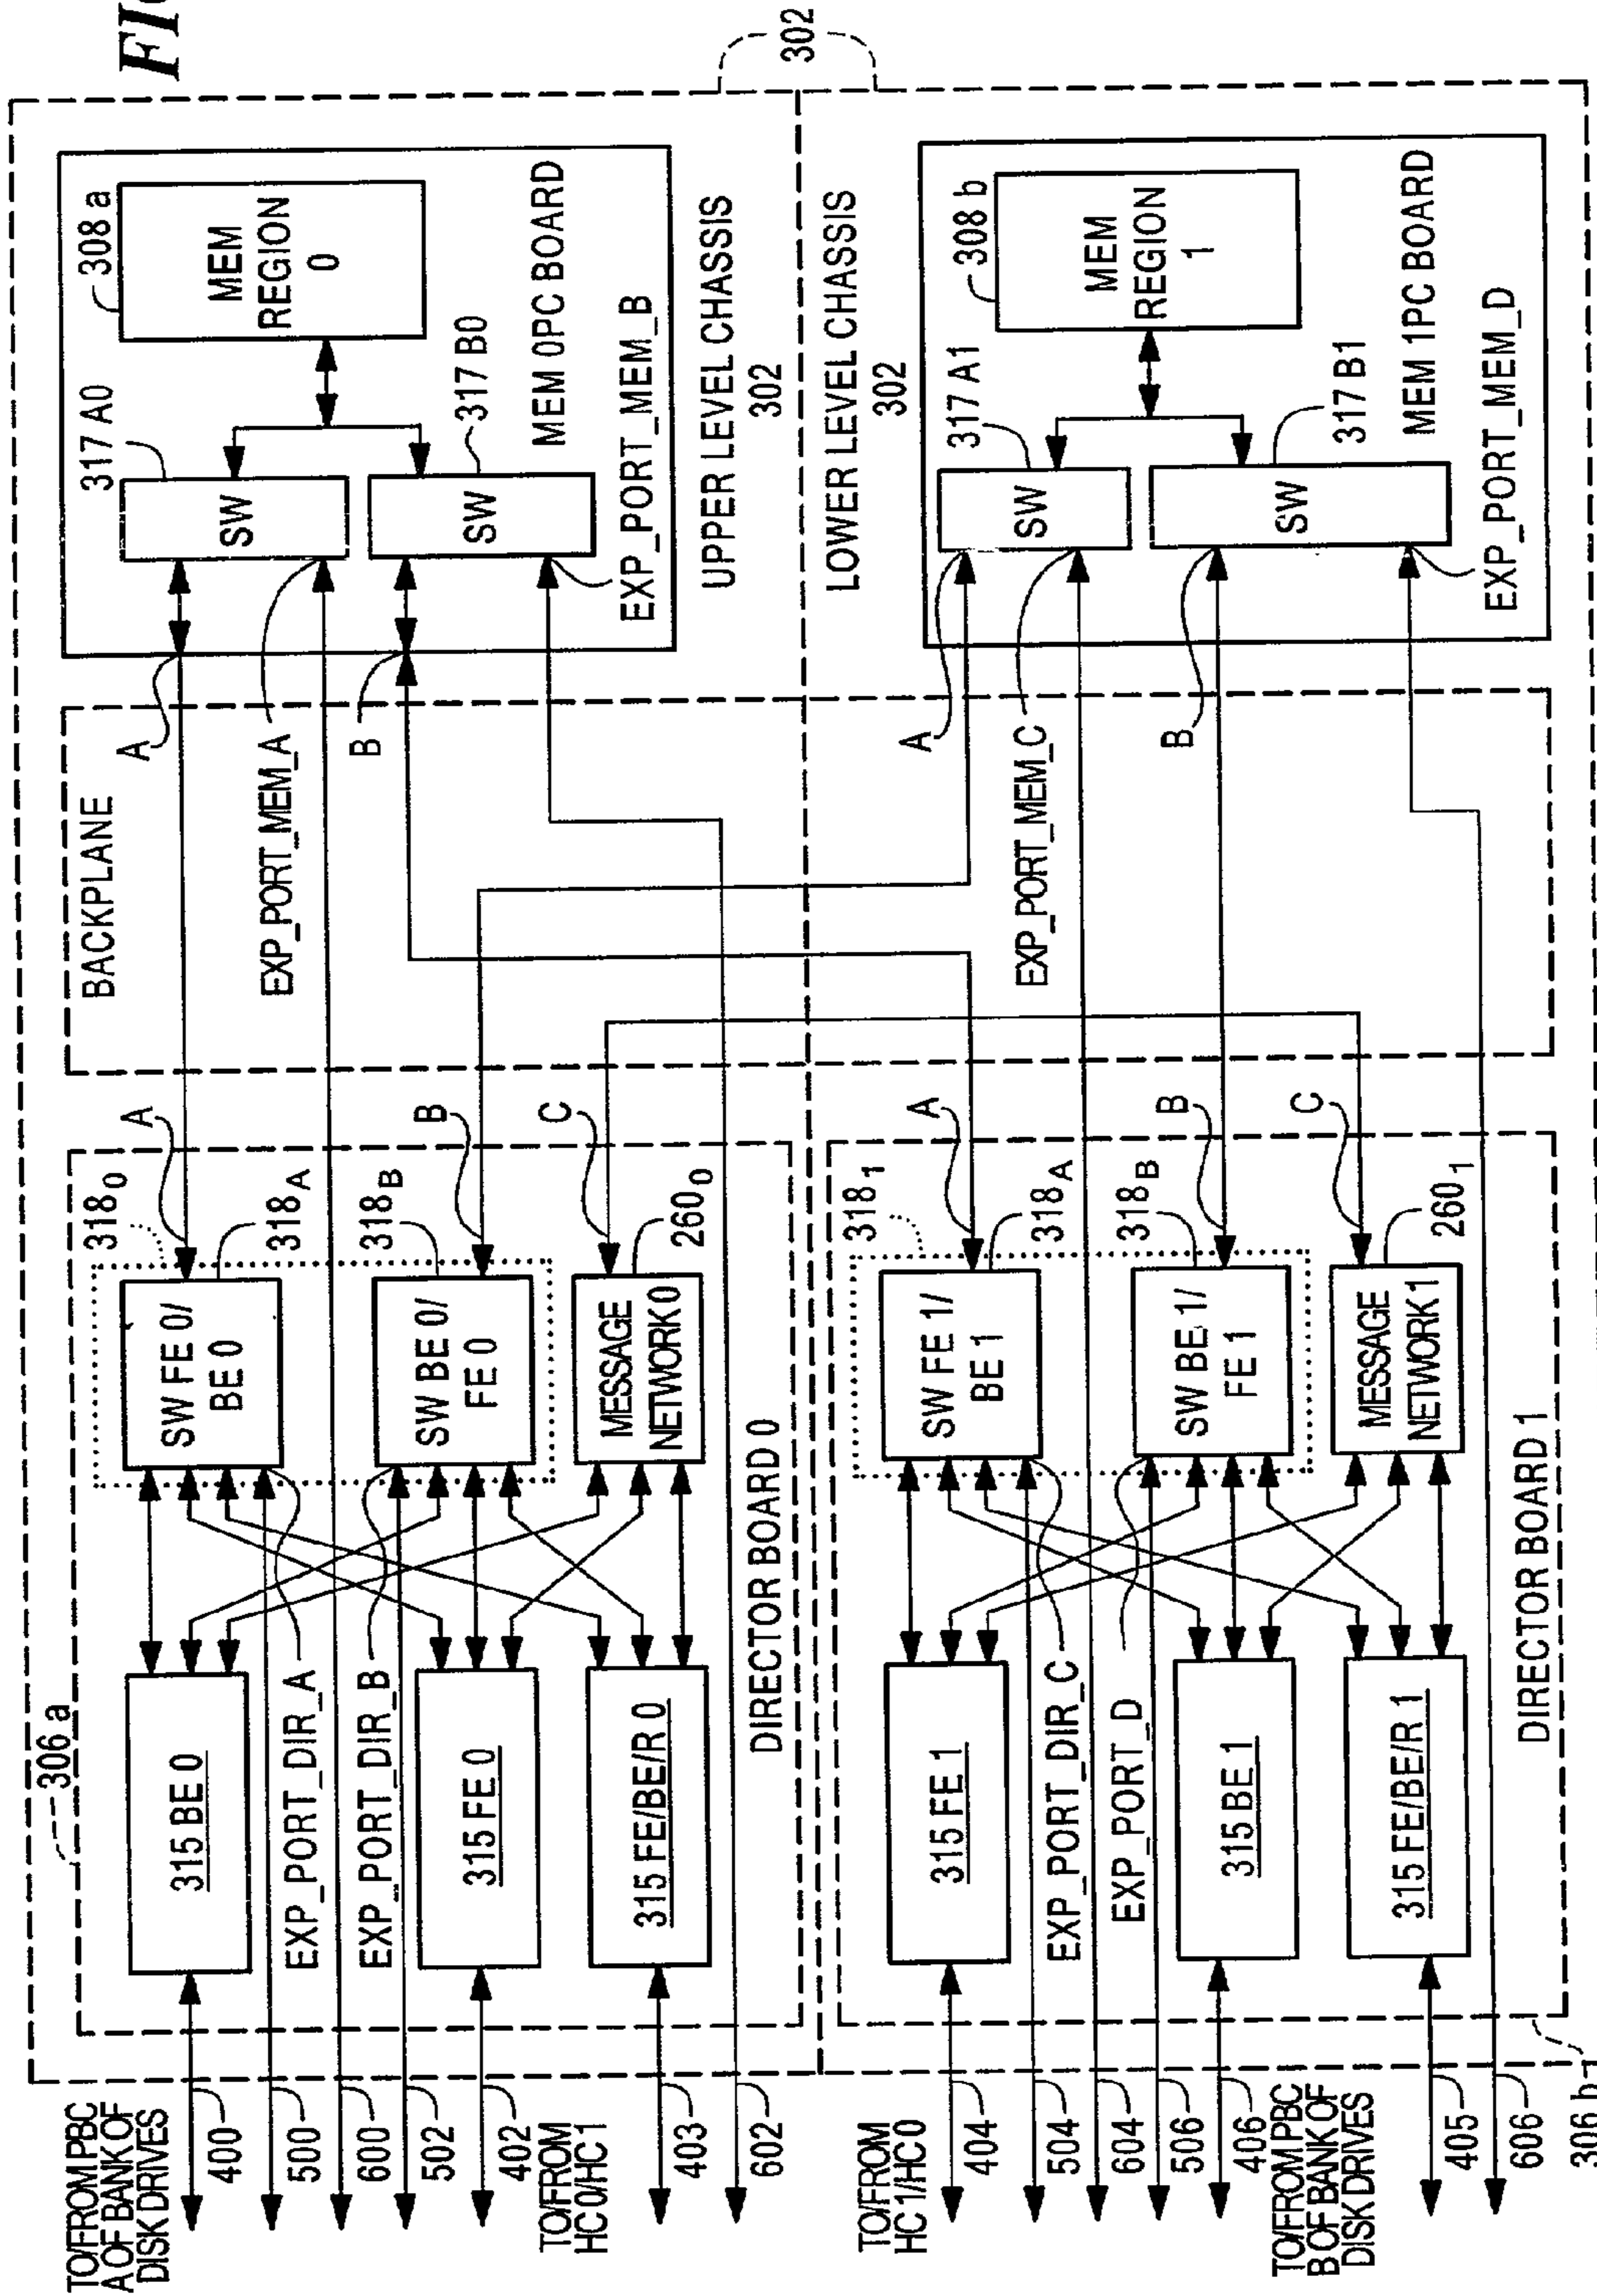 FIG
302
308 a
MEM
REGION
0
317 A0
SW
317 B0
SW
MEM 0PC BOARD
EXP_PORT_MEM_B
UPPER LEVEL CHASSIS
302
LOWER LEVEL CHASSIS
302
308 b
MEM
REGION
1
317 A1
SW
317 B1
SW
MEM 1PC BOARD
EXP_PORT_MEM_D
BACKPLANE
A
EXP_PORT_MEM_A
B
A
EXP_PORT_MEM_C
B
A
B
C
A
B
C
318₀
318A
318B
260₀
SW FE 0/
BE 0
SW BE 0/
FE 0
MESSAGE
NETWORK 0
318₁
318A
318B
260₁
SW FE 1/
BE 1
SW BE 1/
FE 1
MESSAGE
NETWORK 1
DIRECTOR BOARD 0
DIRECTOR BOARD 1
306 a
315 BE 0
EXP_PORT_DIR_A
EXP_PORT_DIR_B
315 FE 0
315 FE/BE/R 0
315 FE 1
EXP_PORT_DIR_C
EXP_PORT_D
315 BE 1
315 FE/BE/R 1
TO/FROM PBC
A OF BANK OF
DISK DRIVES
400
500
600
502
402
TO/FROM
HC 0/HC 1
403
602
TO/FROM
HC 1/HC 0
404
504
604
506
406
TO/FROM PBC
B OF BANK OF
DISK DRIVES
405
606
306 b